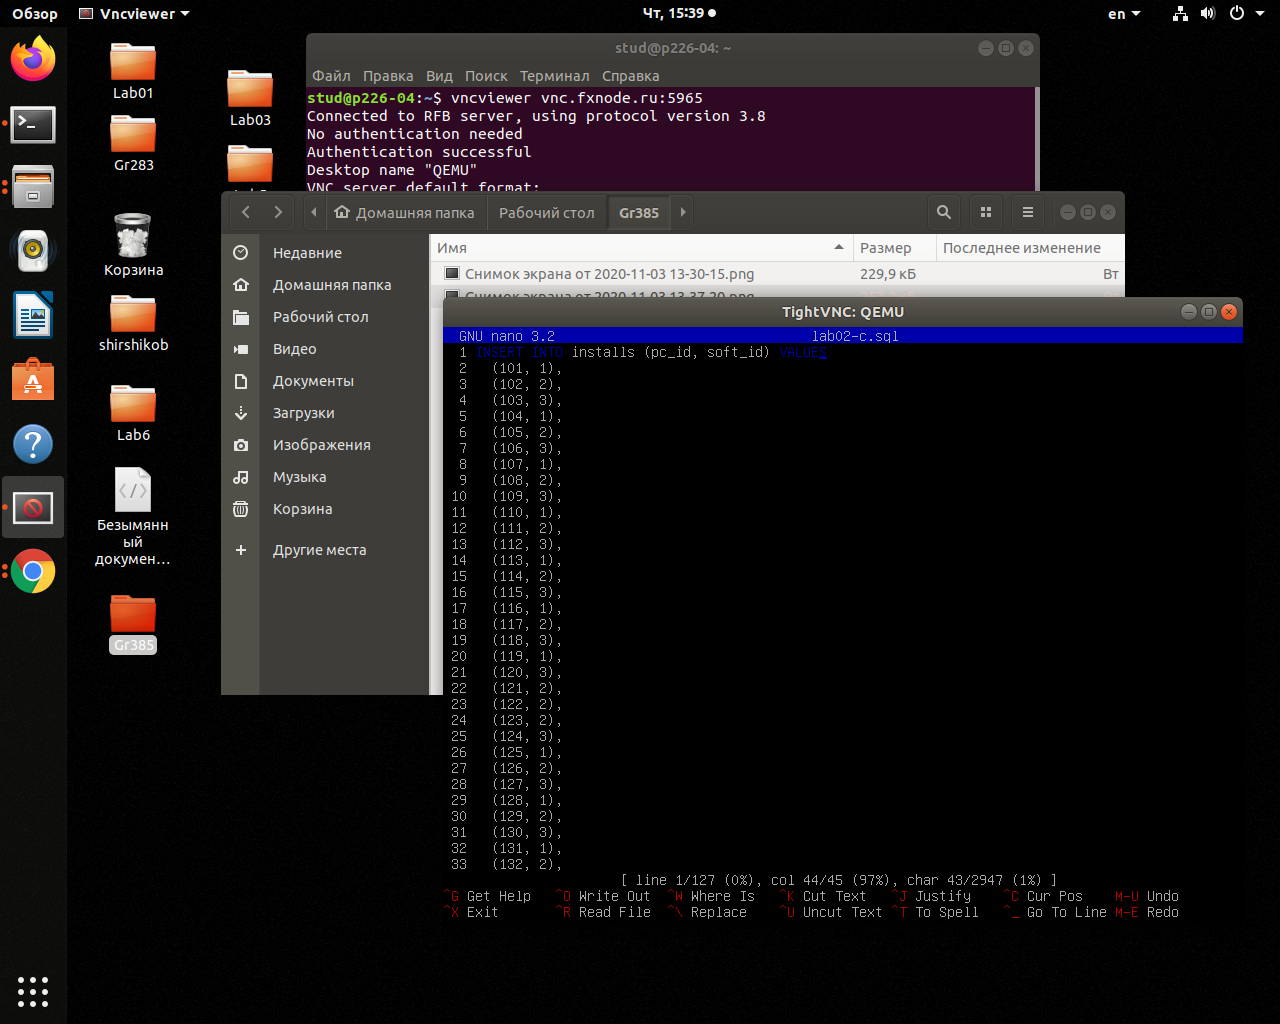 Обзор
Vncviewer
Чт, 15:39
en
Lab01
Gr283
Корзина
shirshikob
Lab6
Безымянн
ый
докумен...
Gr385
Lab03
stud@p226-04: ~
Файл Правка Вид Поиск Терминал Справка
stud@p226-04:~$ vncviewer vnc.fxnode.ru:5965
Connected to RFB server, using protocol version 3.8
No authentication needed
Authentication successful
Desktop name "QEMU"
VNC server default format:
Домашняя папка Рабочий стол Gr385
Недавние
Домашняя папка
Рабочий стол
Видео
Документы
Загрузки
Изображения
Музыка
Корзина
Другие места
Имя Размер Последнее изменение
Снимок экрана от 2020-11-03 13-30-15.png 229,9 кБ Вт
Снимок экрана от 2020-11-03 13-37-20.png
TightVNC: QEMU
GNU nano 3.2 lab02-c.sql
1 INSERT INTO installs (pc_id, soft_id) VALUES
2 (101, 1),
3 (102, 2),
4 (103, 3),
5 (104, 1),
6 (105, 2),
7 (106, 3),
8 (107, 1),
9 (108, 2),
10 (109, 3),
11 (110, 1),
12 (111, 2),
13 (112, 3),
14 (113, 1),
15 (114, 2),
16 (115, 3),
17 (116, 1),
18 (117, 2),
19 (118, 3),
20 (119, 1),
21 (120, 3),
22 (121, 2),
23 (122, 2),
24 (123, 2),
25 (124, 3),
26 (125, 1),
27 (126, 2),
28 (127, 3),
29 (128, 1),
30 (129, 2),
31 (130, 3),
32 (131, 1),
33 (132, 2),
[ line 1/127 (0%), col 44/45 (97%), char 43/2947 (1%) ]
^G Get Help ^O Write Out ^W Where Is ^K Cut Text ^J Justify ^C Cur Pos M-U Undo
^X Exit ^R Read File ^\ Replace ^U Uncut Text ^T To Spell ^_ Go To Line M-E Redo